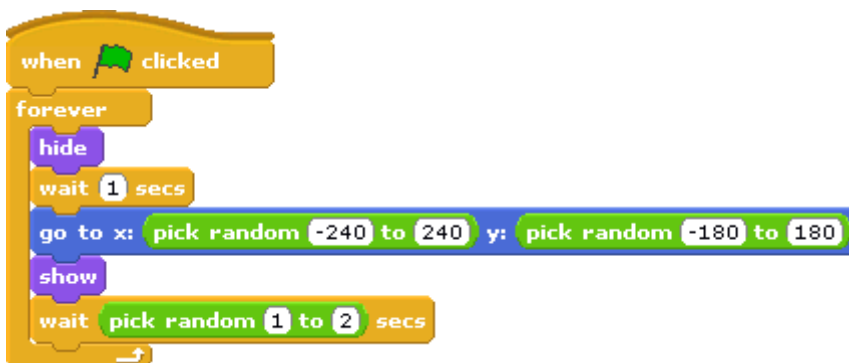 when clicked
forever
hide
wait 1 secs
go to x: pick random -240 to 240 y: pick random -180 to 180
show
wait pick random 1 to 2 secs